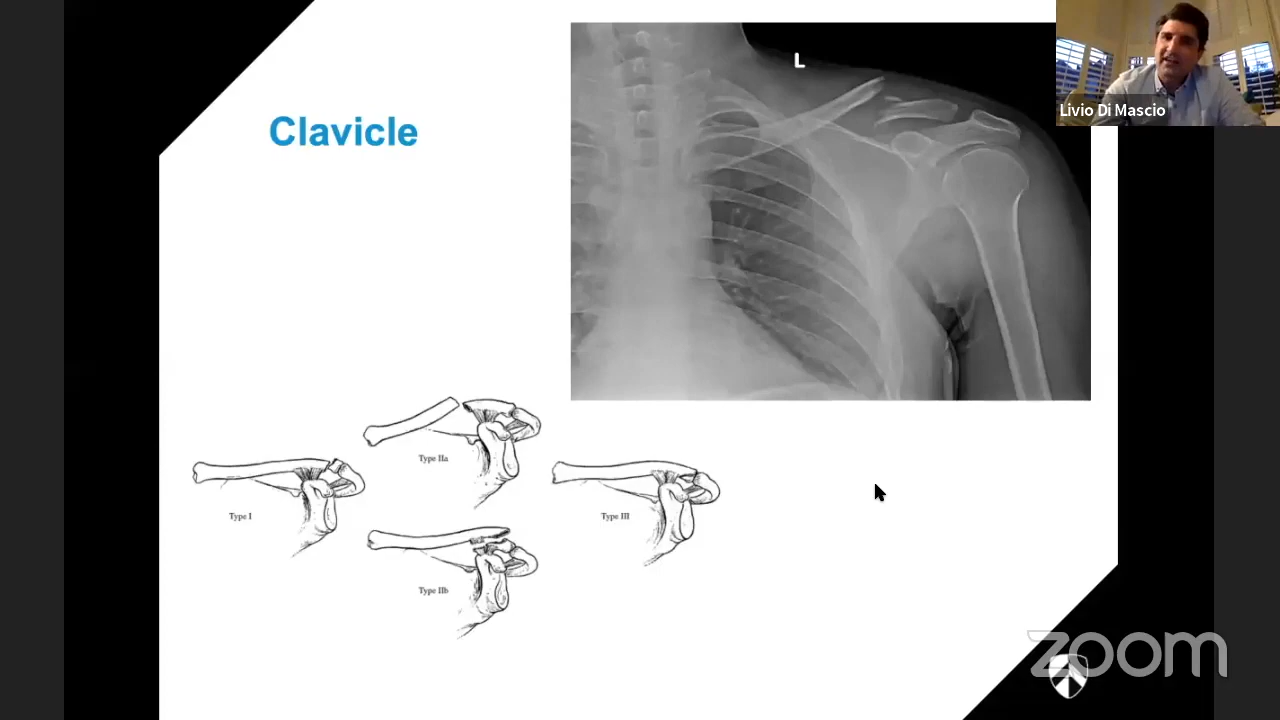 L
Livio Di Mascio
Clavicle
Type IIa
Type I
Type III
Type IIb
zoom